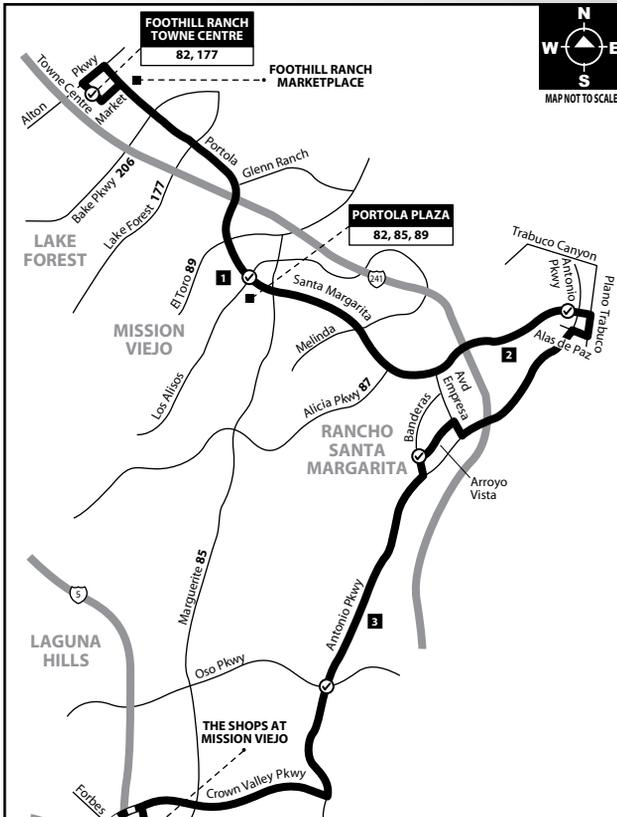 FOOTHILL RANCH
TOWNE CENTRE
82, 177
N
W
E
S
MAP NOT TO SCALE
FOOTHILL RANCH
MARKETPLACE
Pkwy
Towne Centre
Market
Alton
Portola
Glenn Ranch
Bake Pkwy 206
Lake Forest 177
LAKE
FOREST
PORTOLA PLAZA
82, 85, 89
El Toro 89
1
241
Santa Margarita
Trabuco Canyon
Antonio
Pkwy
Plano Trabuco
Alas de Paz
2
MISSION
VIEJO
Melinda
Los Alisos
Alicia Pkwy 87
Avd
Empresa
Banderas
RANCHO
SANTA
MARGARITA
Arroyo
Vista
Marguerite 85
Antonio Pkwy
3
5
LAGUNA
HILLS
Oso Pkwy
THE SHOPS AT
MISSION VIEJO
Crown Valley Pkwy
Forbes